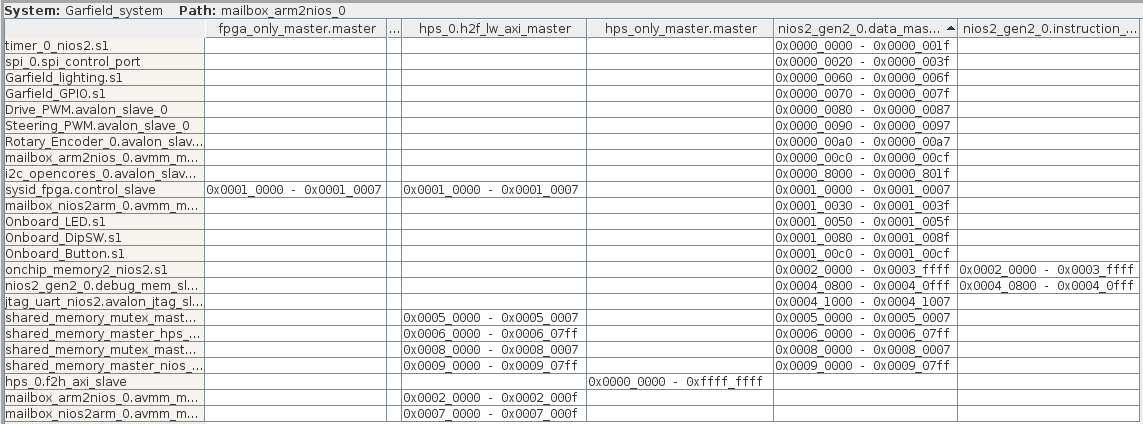 System: Garfield_system Path: mailbox_arm2nios_0
fpga_only_master.master ... hps_0.h2f_lw_axi_master hps_only_master.master nios2_gen2_0.data_mas... nios2_gen2_0.instruction_...
timer_0_nios2.s1 0x0000_0000 - 0x0000_001f
spi_0.spi_control_port 0x0000_0020 - 0x0000_003f
Garfield_lighting.s1 0x0000_0060 - 0x0000_006f
Garfield_GPIO.s1 0x0000_0070 - 0x0000_007f
Drive_PWM.avalon_slave_0 0x0000_0080 - 0x0000_0087
Steering_PWM.avalon_slave_0 0x0000_0090 - 0x0000_0097
Rotary_Encoder_0.avalon_slav... 0x0000_00a0 - 0x0000_00a7
mailbox_arm2nios_0.avmm_m... 0x0000_00c0 - 0x0000_00cf
i2c_opencores_0.avalon_slav... 0x0000_8000 - 0x0000_801f
sysid_fpga.control_slave 0x0001_0000 - 0x0001_0007 0x0001_0000 - 0x0001_0007 0x0001_0000 - 0x0001_0007
mailbox_nios2arm_0.avmm_m... 0x0001_0030 - 0x0001_003f
Onboard_LED.s1 0x0001_0050 - 0x0001_005f
Onboard_DipSW.s1 0x0001_0080 - 0x0001_008f
Onboard_Button.s1 0x0001_00c0 - 0x0001_00cf
onchip_memory2_nios2.s1 0x0002_0000 - 0x0003_ffff 0x0002_0000 - 0x0003_ffff
nios2_gen2_0.debug_mem_sl... 0x0004_0800 - 0x0004_0fff 0x0004_0800 - 0x0004_0fff
jtag_uart_nios2.avalon_jtag_sl... 0x0004_1000 - 0x0004_1007
shared_memory_mutex_mast... 0x0005_0000 - 0x0005_0007 0x0005_0000 - 0x0005_0007
shared_memory_master_hps_... 0x0006_0000 - 0x0006_07ff 0x0006_0000 - 0x0006_07ff
shared_memory_mutex_mast... 0x0008_0000 - 0x0008_0007 0x0008_0000 - 0x0008_0007
shared_memory_master_nios_... 0x0009_0000 - 0x0009_07ff 0x0009_0000 - 0x0009_07ff
hps_0.f2h_axi_slave 0x0000_0000 - 0xffff_ffff
mailbox_arm2nios_0.avmm_m... 0x0002_0000 - 0x0002_000f
mailbox_nios2arm_0.avmm_m... 0x0007_0000 - 0x0007_000f